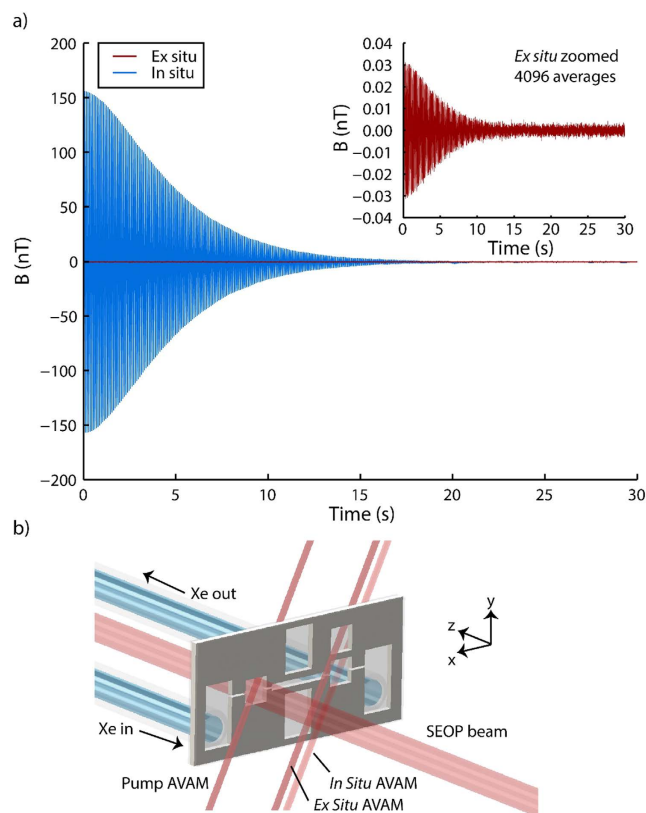 a)
200
150
100
50
0
−50
−100
−150
−200
B (nT)
Ex situ
In situ
0
5
10
15
20
25
30
Time (s)
0.04
0.03
0.02
0.01
0.00
−0.01
−0.02
−0.03
−0.04
B (nT)
Ex situ zoomed
4096 averages
0
5
10
15
20
25
30
Time (s)
b)
Xe out
y
z
x
Xe in
SEOP beam
Pump AVAM
In Situ AVAM
Ex Situ AVAM